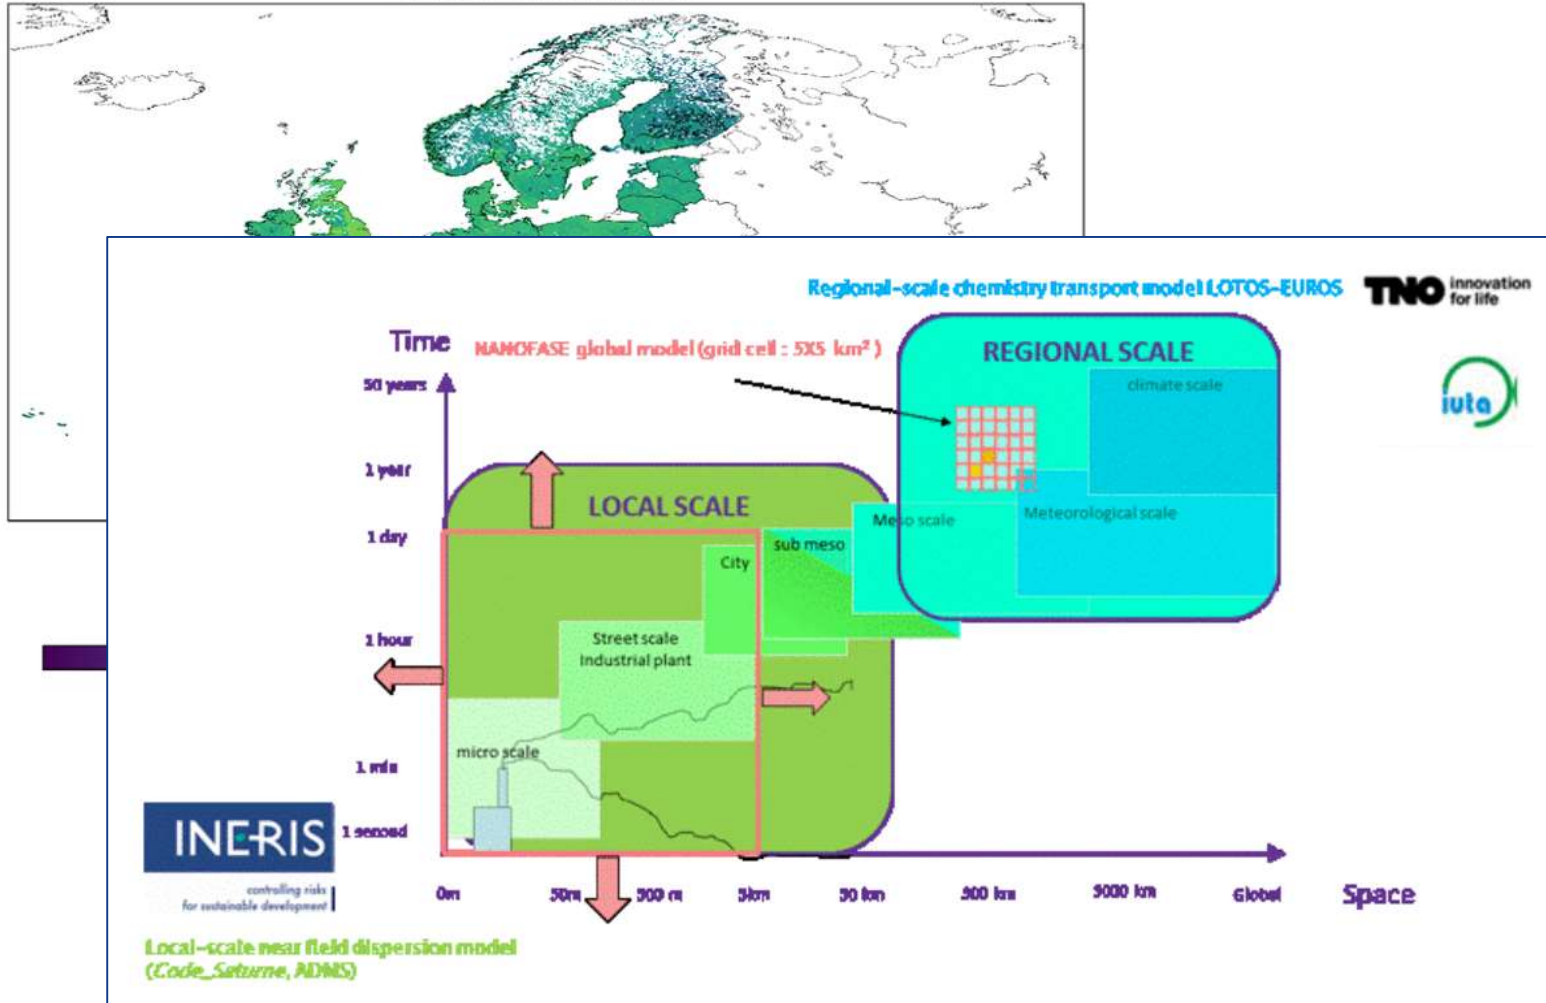 Regional-scale chemistry transport model LOTOS-EUROS
TNO innovation
for life
Time
NANOFASE global model (grid cell : 5X5 km²)
REGIONAL SCALE
50 years
climate scale
iuta
1 year
LOCAL SCALE
Meso scale
Meteorological scale
1 day
sub meso
City
1 hour
Street scale
Industrial plant
micro scale
1 min
1 second
INERIS
controlling risks
for sustainable development
0m
50m
500 m
5km
50 km
500 km
5000 km
Global
Space
Local-scale near field dispersion model
(Code_Saturne, ADMS)